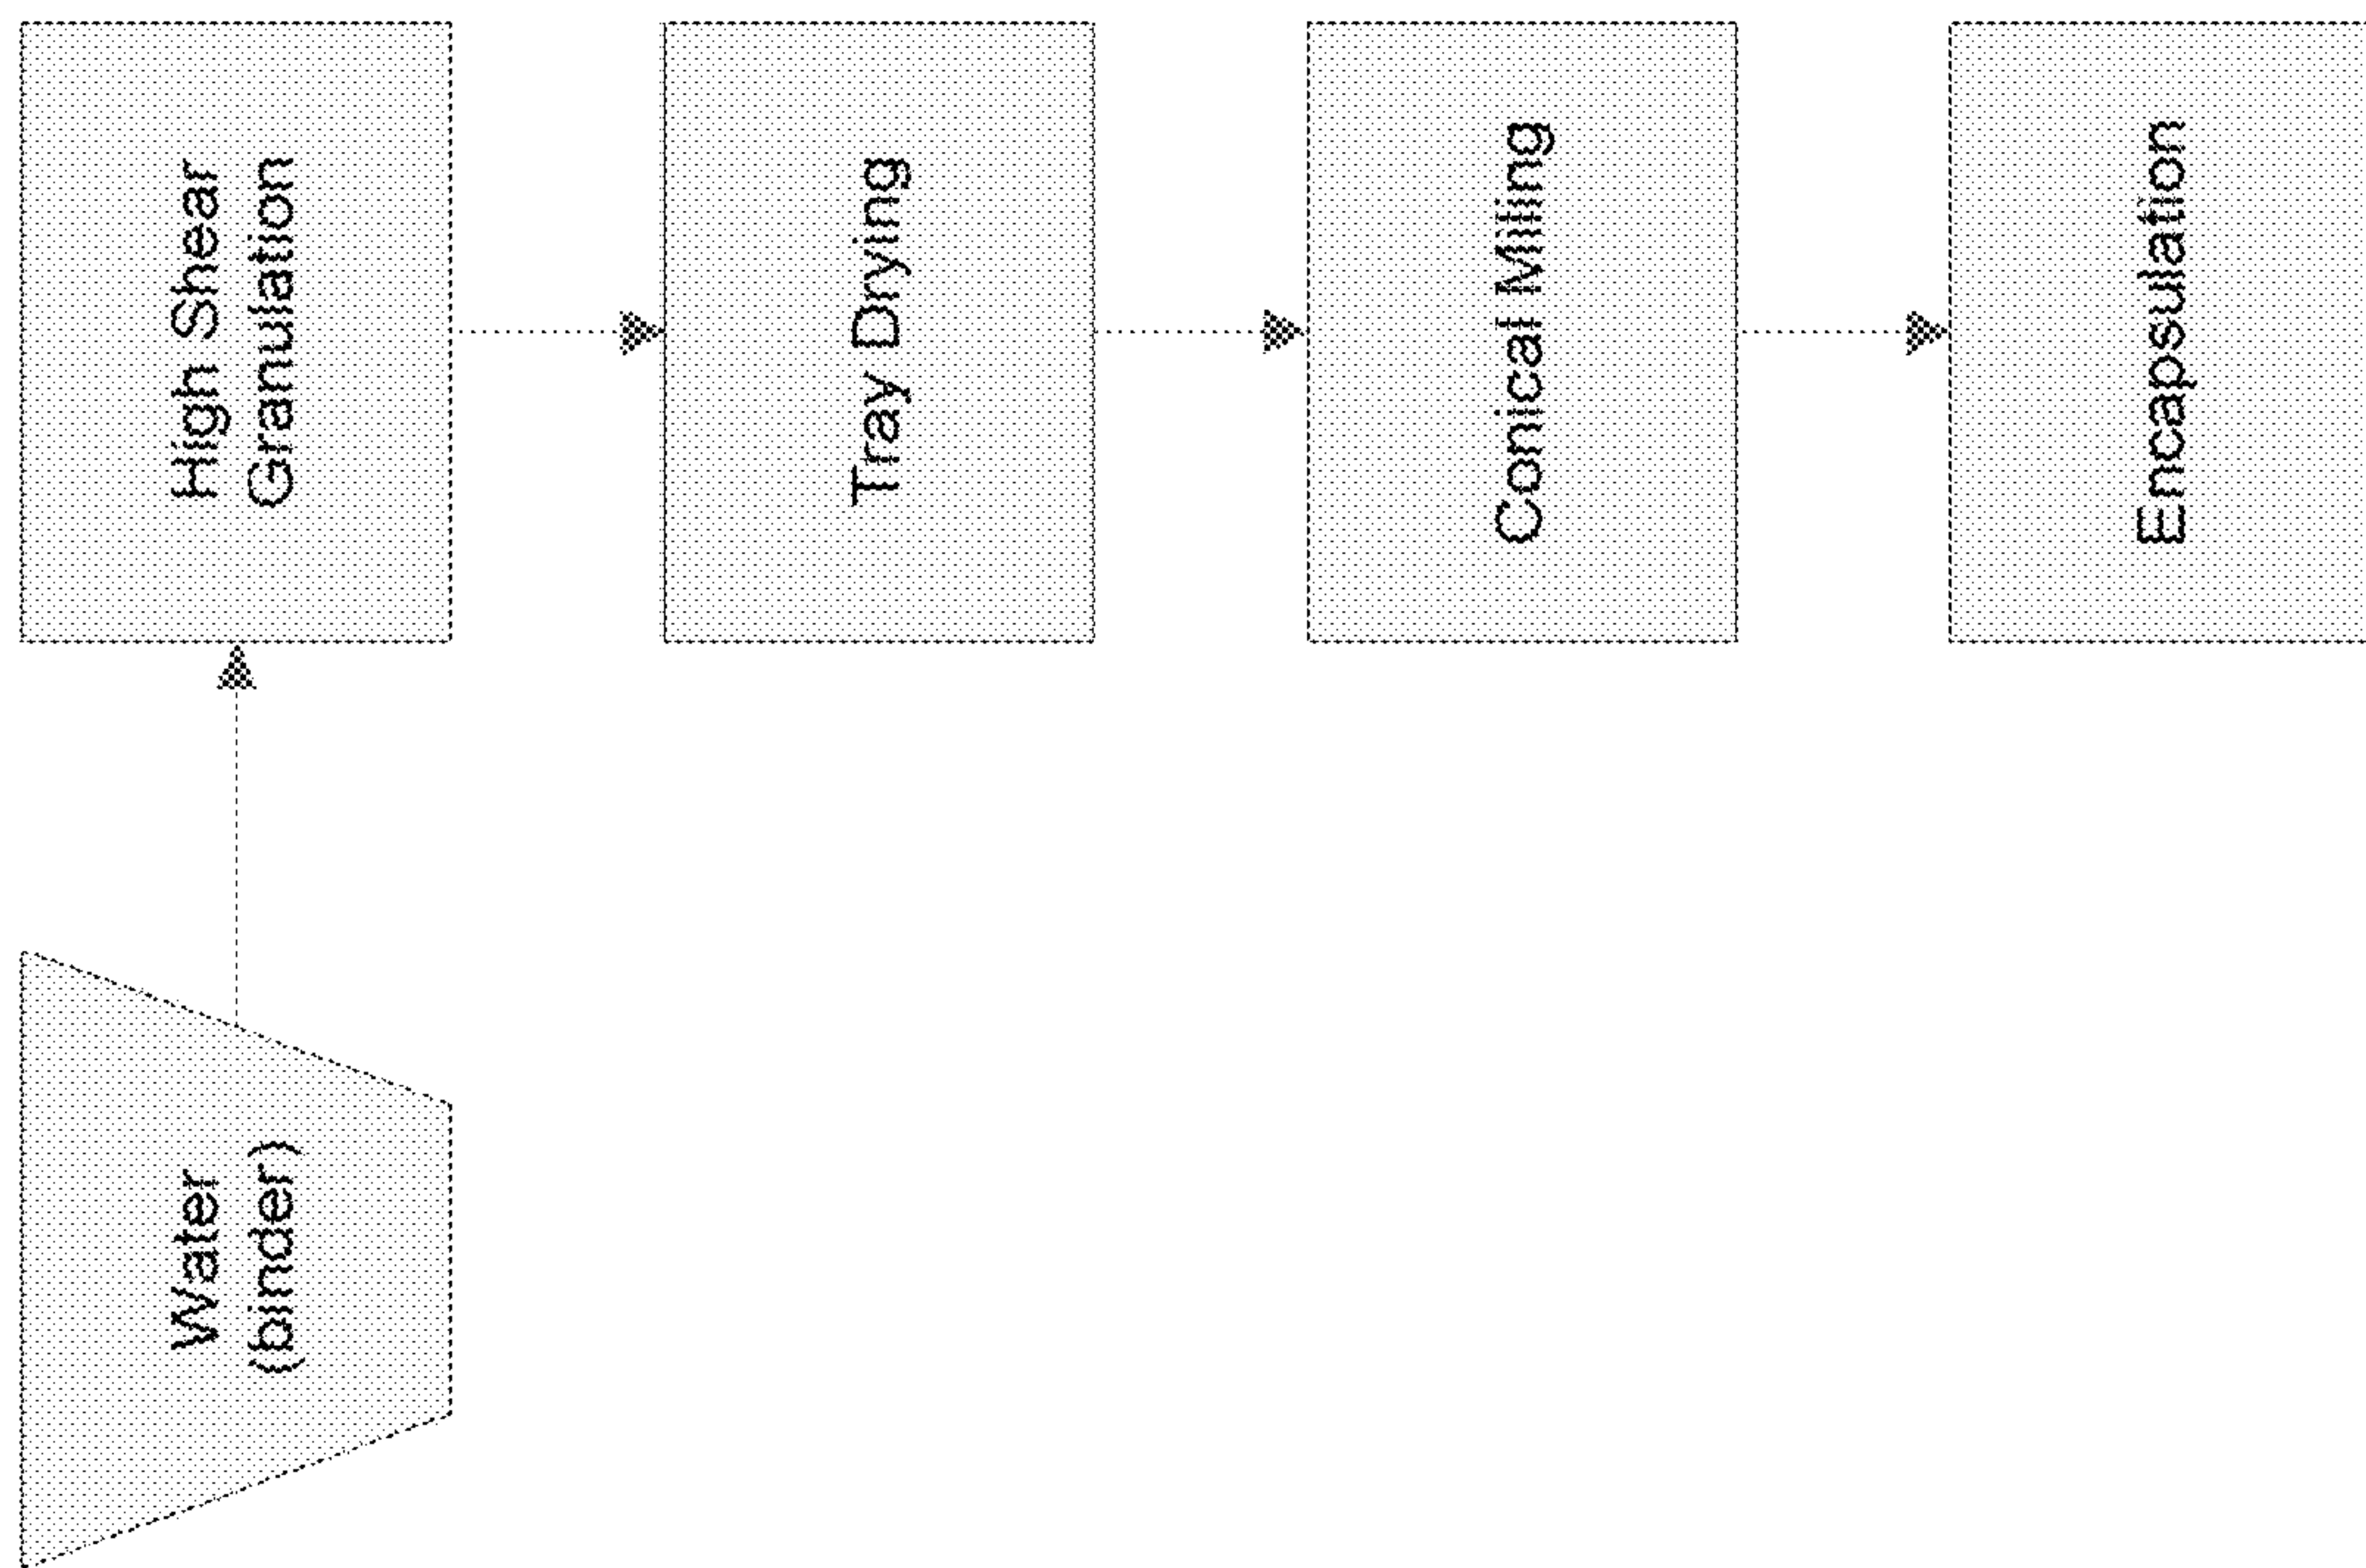 Water
(binder)
High Shear
Granulation
Tray Drying
Conical Milling
Encapsulation